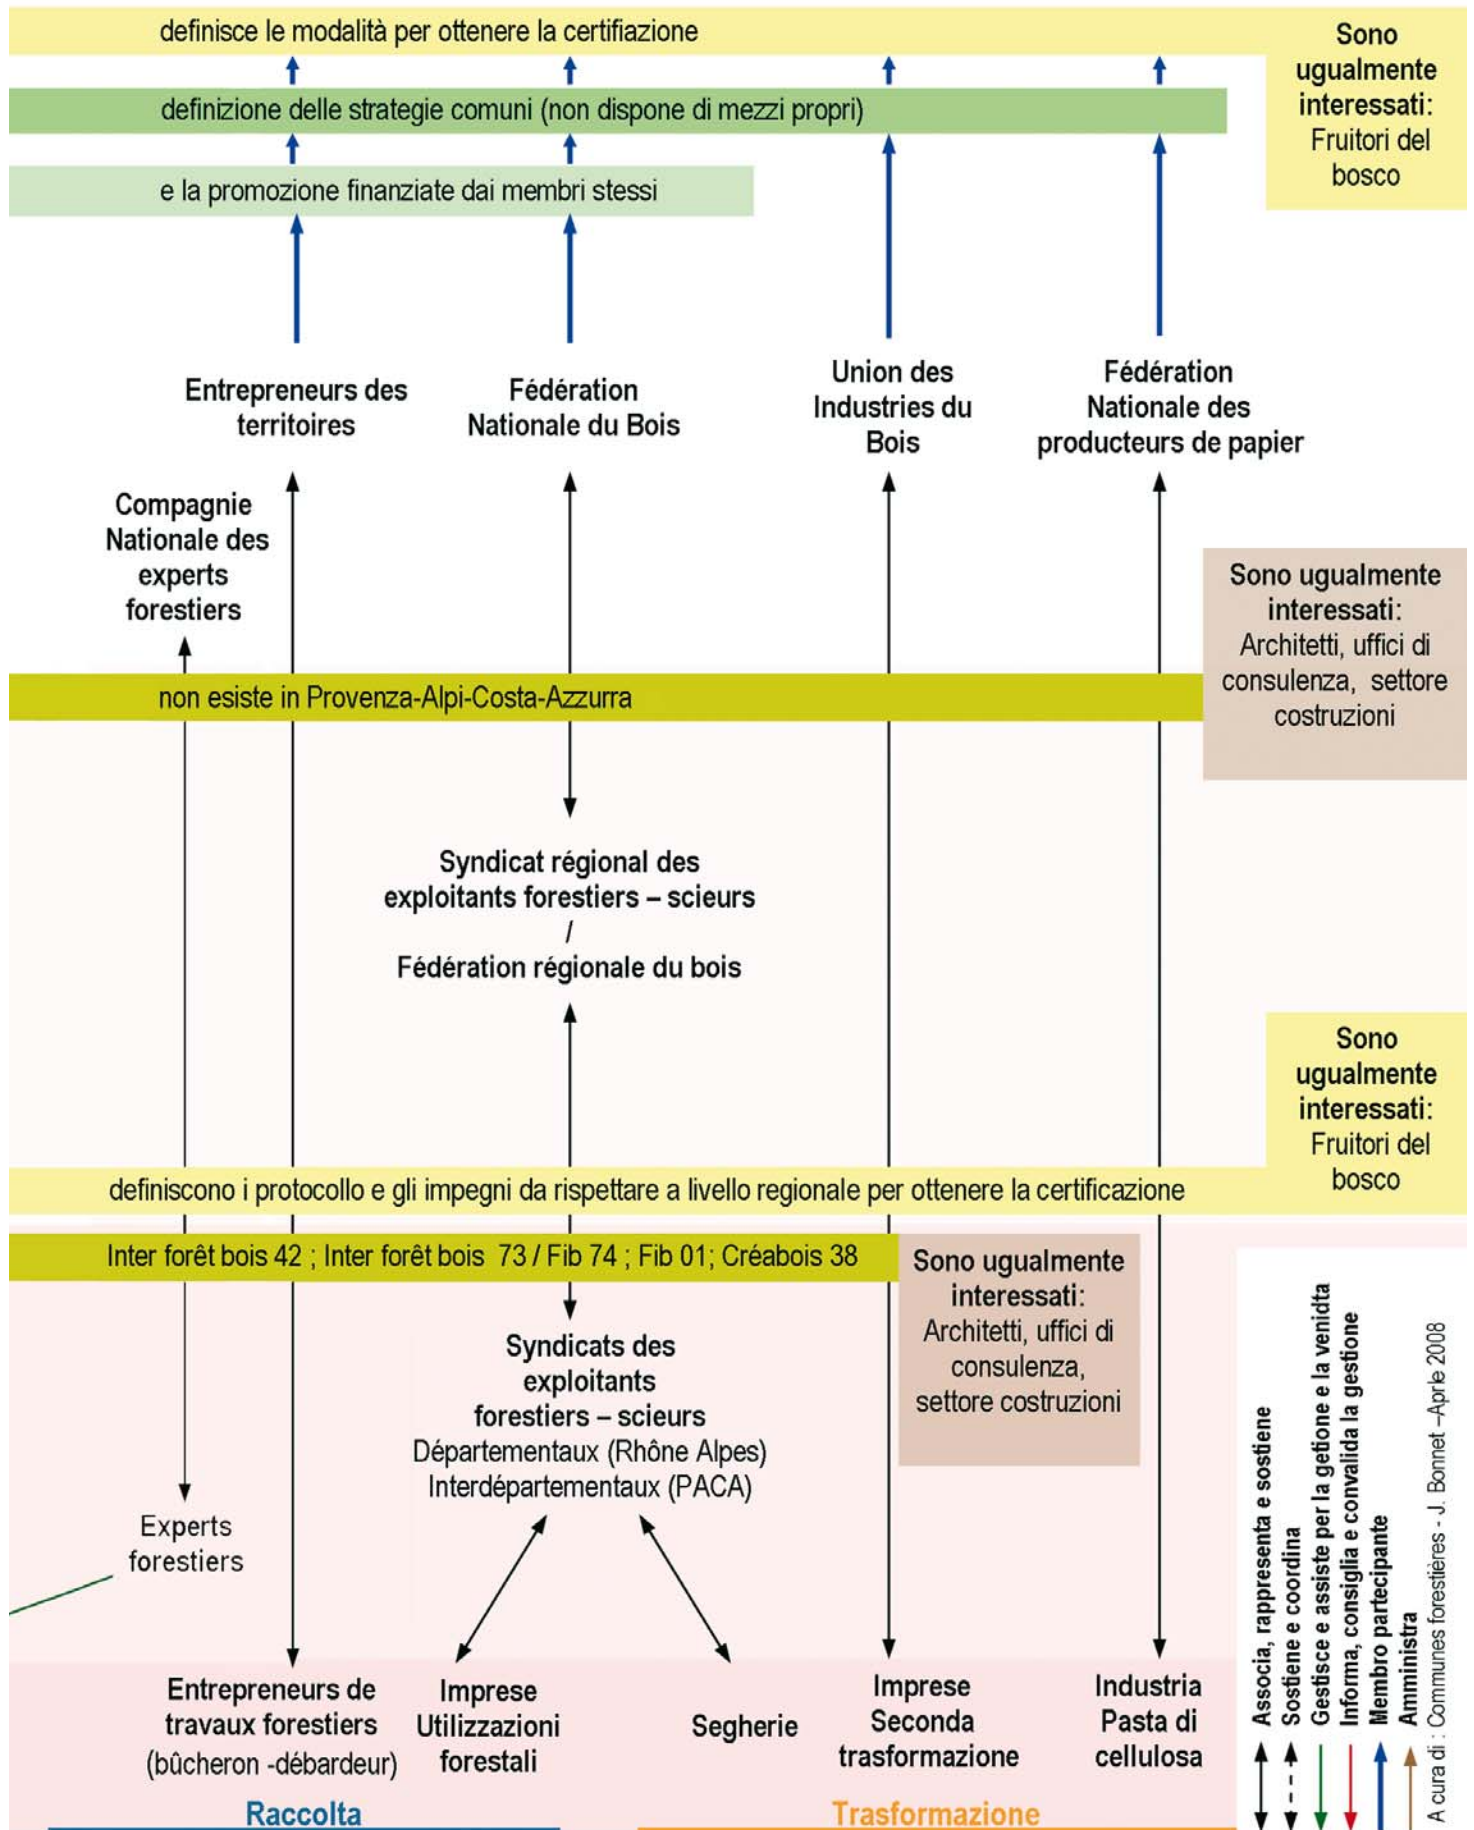 definisce le modalità per ottenere la certifiazione
Sono
ugualmente
interessati:
Fruitori del
bosco
definizione delle strategie comuni (non dispone di mezzi propri)
e la promozione finanziate dai membri stessi
Entrepreneurs des
territoires
Fédération
Nationale du Bois
Union des
Industries du
Bois
Fédération
Nationale des
producteurs de papier
Compagnie
Nationale des
experts
forestiers
Sono ugualmente
interessati:
Architetti, uffici di
consulenza, settore
costruzioni
non esiste in Provenza-Alpi-Costa-Azzurra
Syndicat régional des
exploitants forestiers – scieurs
/
Fédération régionale du bois
Sono
ugualmente
interessati:
Fruitori del
bosco
definiscono i protocollo e gli impegni da rispettare a livello regionale per ottenere la certificazione
Inter forêt bois 42 ; Inter forêt bois 73 / Fib 74 ; Fib 01; Créabois 38
Sono ugualmente
interessati:
Architetti, uffici di
consulenza,
settore costruzioni
Syndicats des
exploitants
forestiers – scieurs
Départementaux (Rhône Alpes)
Interdépartementaux (PACA)
Experts
forestiers
Entrepreneurs de
travaux forestiers
(bûcheron -débardeur)
Imprese
Utilizzazioni
forestali
Segherie
Imprese
Seconda
trasformazione
Industria
Pasta di
cellulosa
Raccolta
Trasformazione
Associa, rappresenta e sostiene
Sostiene e coordina
Gestisce e assiste per la getione e la venidta
Informa, consiglia e convalida la gestione
Membro partecipante
Amministra
A cura di : Communes forestières - J. Bonnet –Aprle 2008